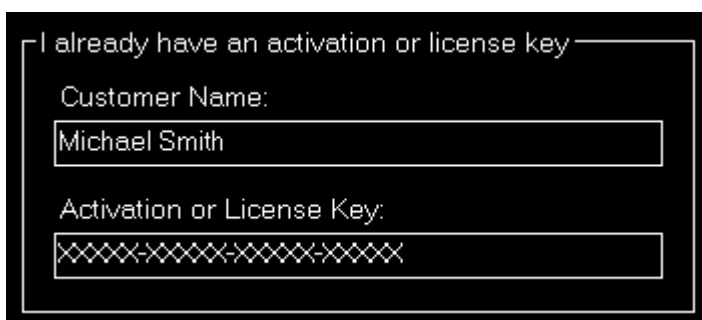 I already have an activation or license key
Customer Name:
Michael Smith
Activation or License Key:
XXXXX-XXXXX-XXXXX-XXXXX